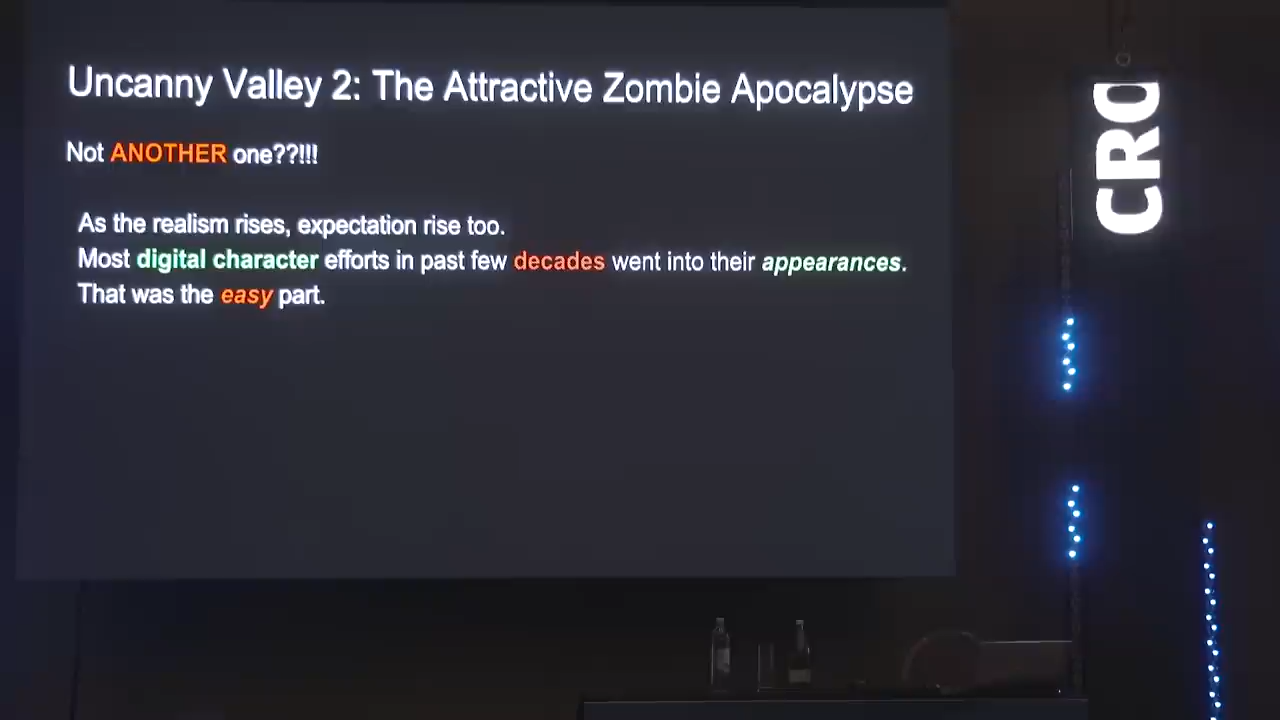 Uncanny Valley 2: The Attractive Zombie Apocalypse
Not ANOTHER one??!!!
As the realism rises, expectation rise too.
Most digital character efforts in past few decades went into their appearances.
That was the easy part.
CRO